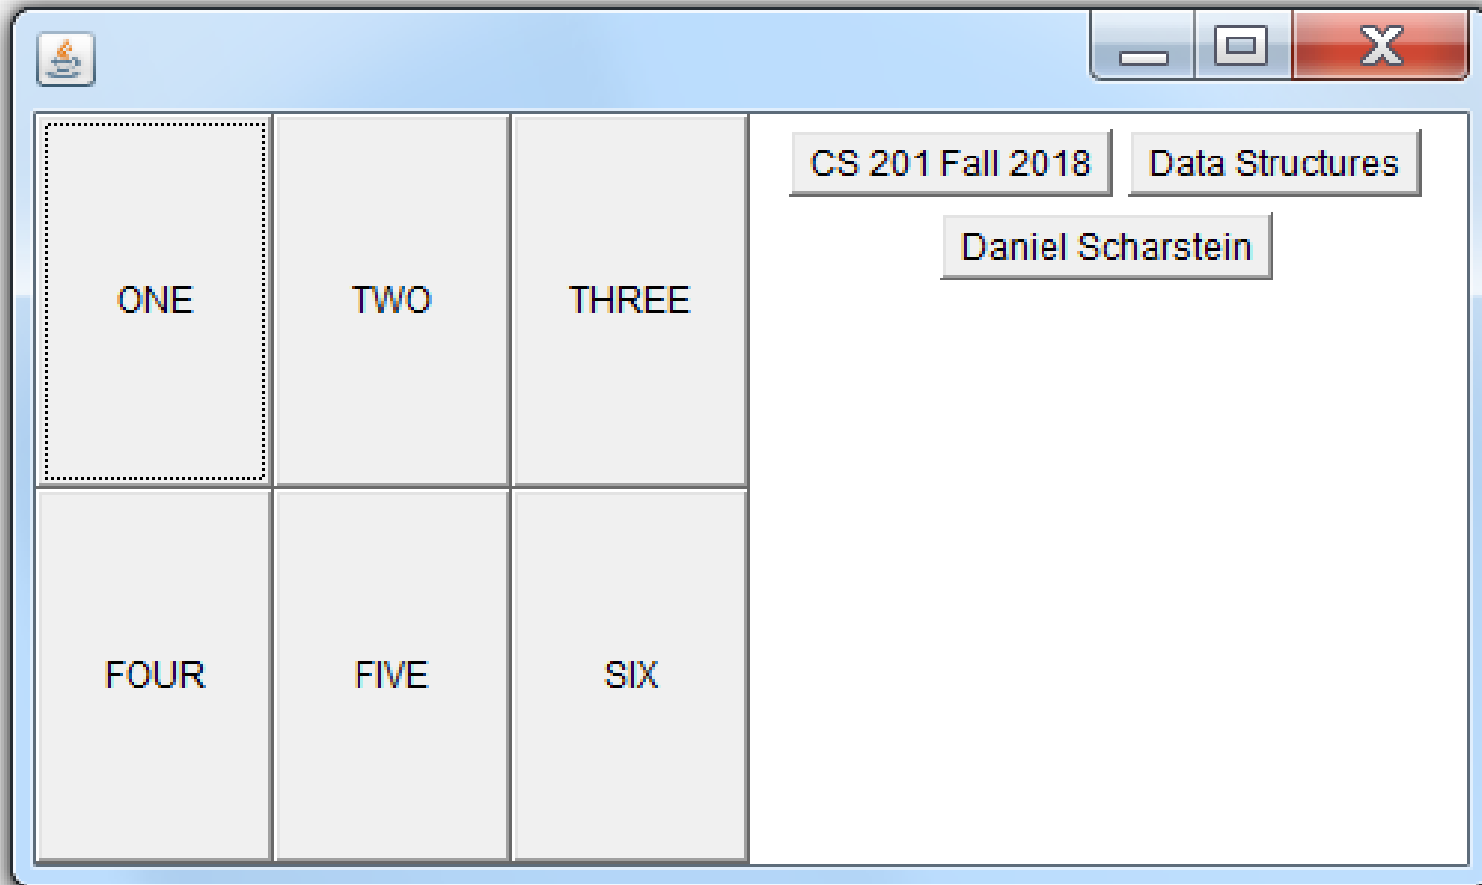 ONE TWO THREE
FOUR FIVE SIX
CS 201 Fall 2018 Data Structures
Daniel Scharstein